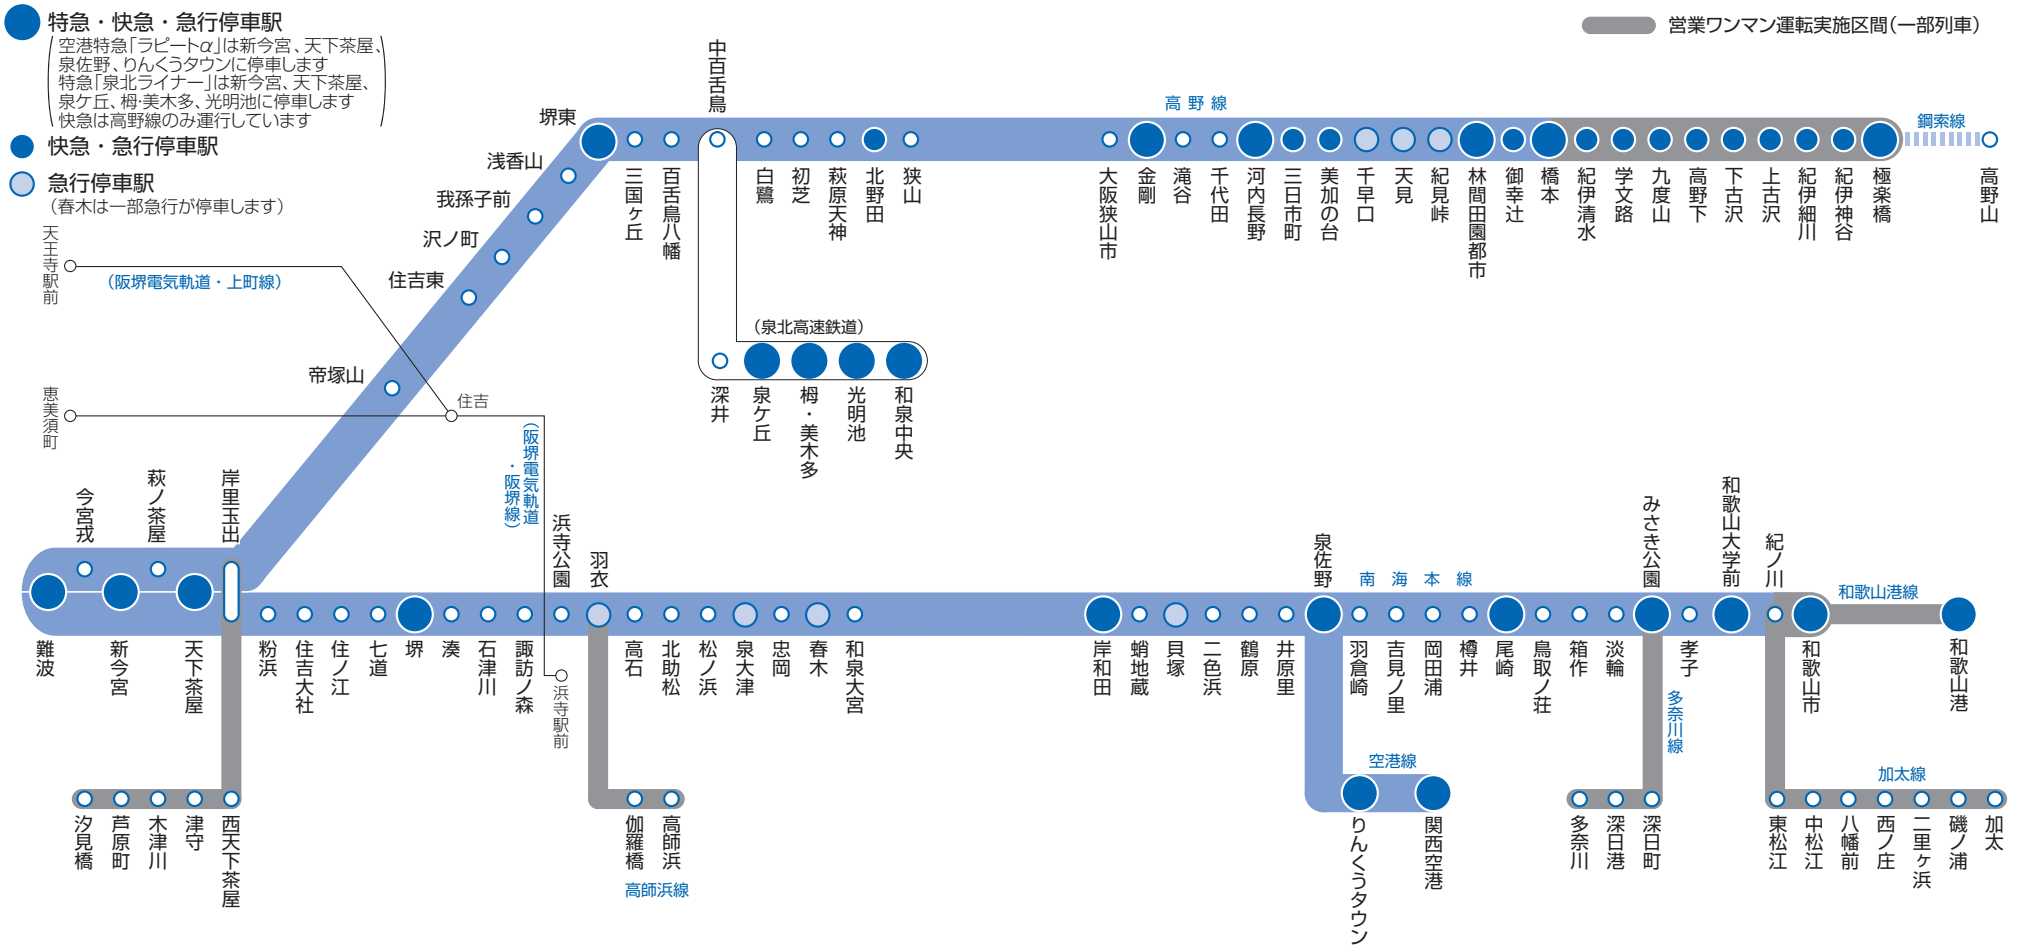 特急・快急・急行停車駅
空港特急「ラピートα」は新今宮、天下茶屋、
泉佐野、りんくうタウンに停車します
特急「泉北ライナー」は新今宮、天下茶屋、
泉ケ丘、栂・美木多、光明池に停車します
快急は高野線のみ運行しています
快急・急行停車駅
急行停車駅
（春木は一部急行が停車します）
営業ワンマン運転実施区間（一部列車）
天王寺駅前
（阪堺電気軌道・上町線）
恵美須町
住吉
（阪堺電気軌道
・阪堺線）
浜寺駅前
高野線
鋼索線
堺東
浅香山
我孫子前
沢ノ町
住吉東
帝塚山
三国ヶ丘
百舌鳥八幡
中百舌鳥
白鷺
初芝
萩原天神
北野田
狭山
大阪狭山市
金剛
滝谷
千代田
河内長野
三日市町
美加の台
千早口
天見
紀見峠
林間田園都市
御幸辻
橋本
紀伊清水
学文路
九度山
高野下
下古沢
上古沢
紀伊細川
紀伊神谷
極楽橋
高野山
（泉北高速鉄道）
深井
泉ケ丘
栂・美木多
光明池
和泉中央
難波
今宮戎
新今宮
萩ノ茶屋
天下茶屋
岸里玉出
粉浜
住吉大社
住ノ江
七道
堺
湊
石津川
諏訪ノ森
浜寺公園
羽衣
高石
北助松
松ノ浜
泉大津
忠岡
春木
和泉大宮
岸和田
蛸地蔵
貝塚
二色浜
鶴原
井原里
泉佐野
南海本線
羽倉崎
吉見ノ里
岡田浦
樽井
尾崎
鳥取ノ荘
箱作
淡輪
みさき公園
孝子
和歌山大学前
紀ノ川
和歌山市
和歌山港線
和歌山港
汐見橋
芦原町
木津川
津守
西天下茶屋
伽羅橋
高師浜
高師浜線
空港線
りんくうタウン
関西空港
多奈川線
多奈川
深日港
深日町
加太線
東松江
中松江
八幡前
西ノ庄
二里ヶ浜
磯ノ浦
加太